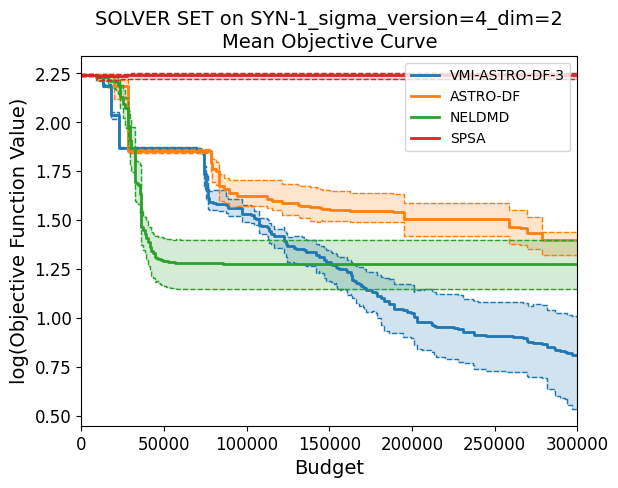 SOLVER SET on SYN-1_sigma_version=4_dim=2
Mean Objective Curve
log(Objective Function Value)
2.25
2.00
1.75
1.50
1.25
1.00
0.75
0.50
VMI-ASTRO-DF-3
ASTRO-DF
NELDMD
SPSA
0
50000
100000
150000
200000
250000
300000
Budget